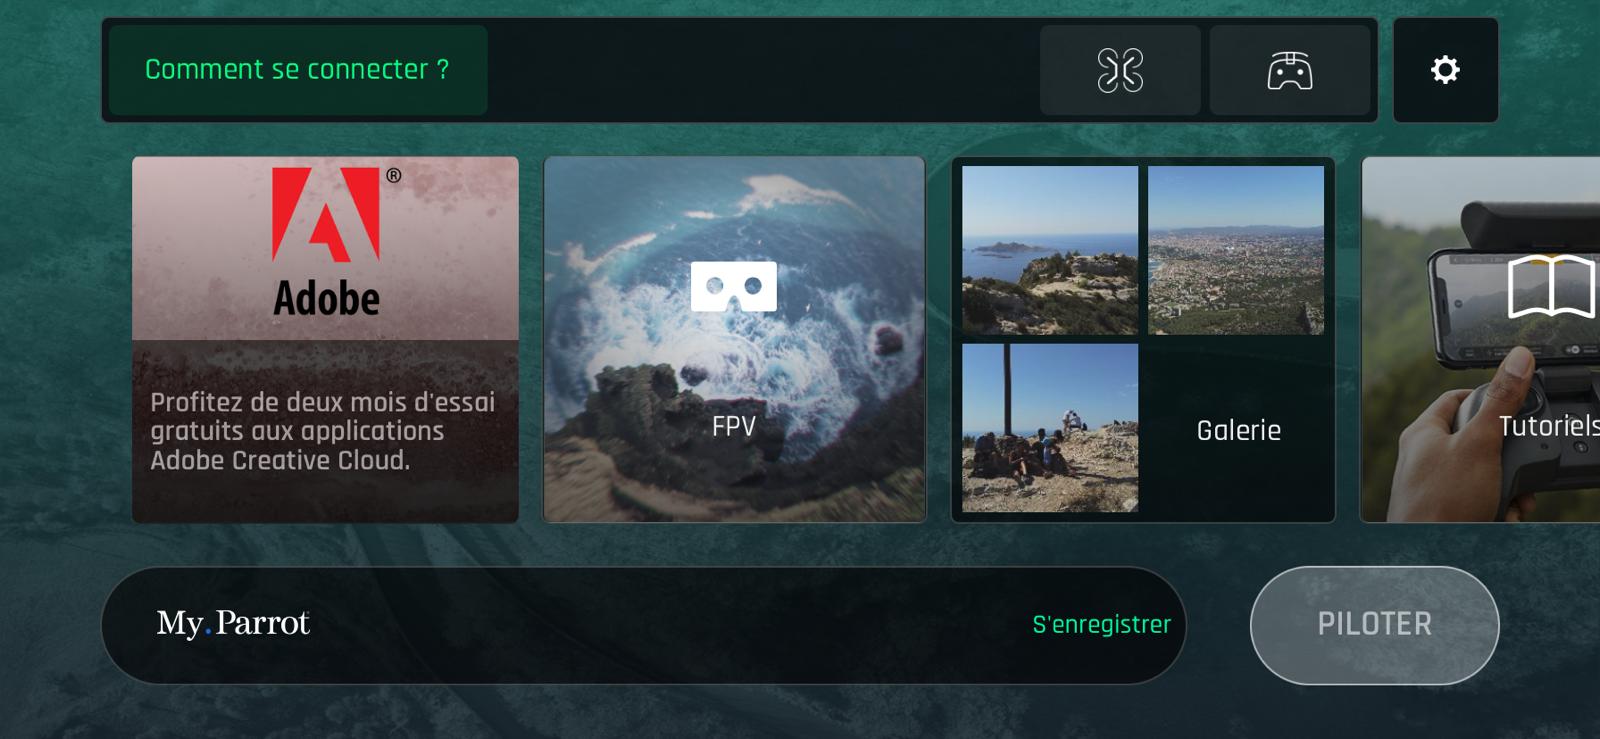 Comment se connecter ?
®
Adobe
Profitez de deux mois d'essai
gratuits aux applications
Adobe Creative Cloud.
FPV
Galerie
Tutoriels
My.Parrot
S'enregistrer
PILOTER